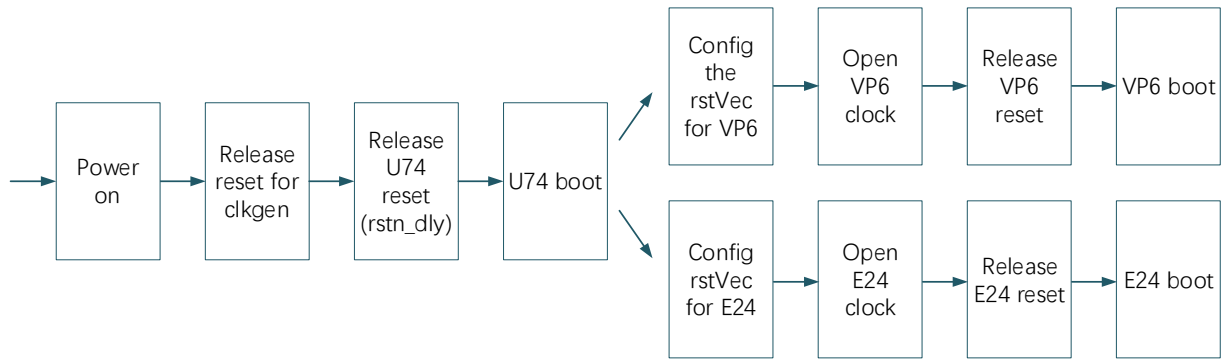 Power
on
Release
reset for
clkgen
Release
U74
reset
(rstn_dly)
U74 boot
Config
the
rstVec
for VP6
Open
VP6
clock
Release
VP6
reset
VP6 boot
Config
rstVec
for E24
Open
E24
clock
Release
E24 reset
E24 boot